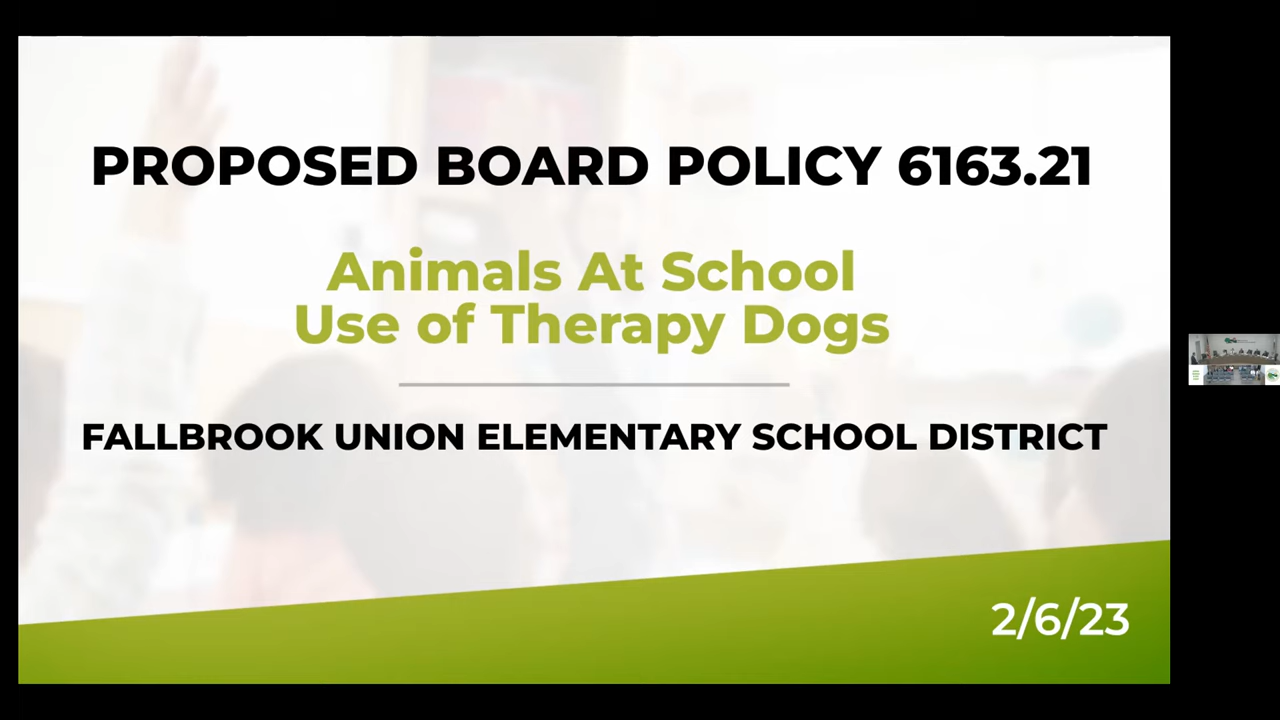 PROPOSED BOARD POLICY 6163.21
Animals At School
Use of Therapy Dogs
FALLBROOK UNION ELEMENTARY SCHOOL DISTRICT
2/6/23